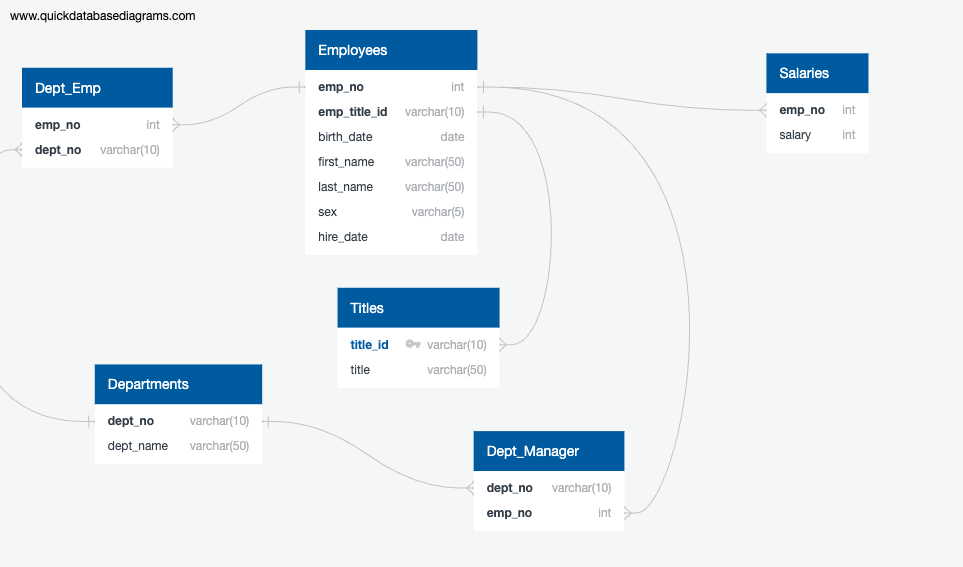 www.quickdatabasediagrams.com
Employees
emp_no int
emp_title_id varchar(10)
birth_date date
first_name varchar(50)
last_name varchar(50)
sex varchar(5)
hire_date date
Dept_Emp
emp_no int
dept_no varchar(10)
Salaries
emp_no int
salary int
Titles
title_id varchar(10)
title varchar(50)
Departments
dept_no varchar(10)
dept_name varchar(50)
Dept_Manager
dept_no varchar(10)
emp_no int